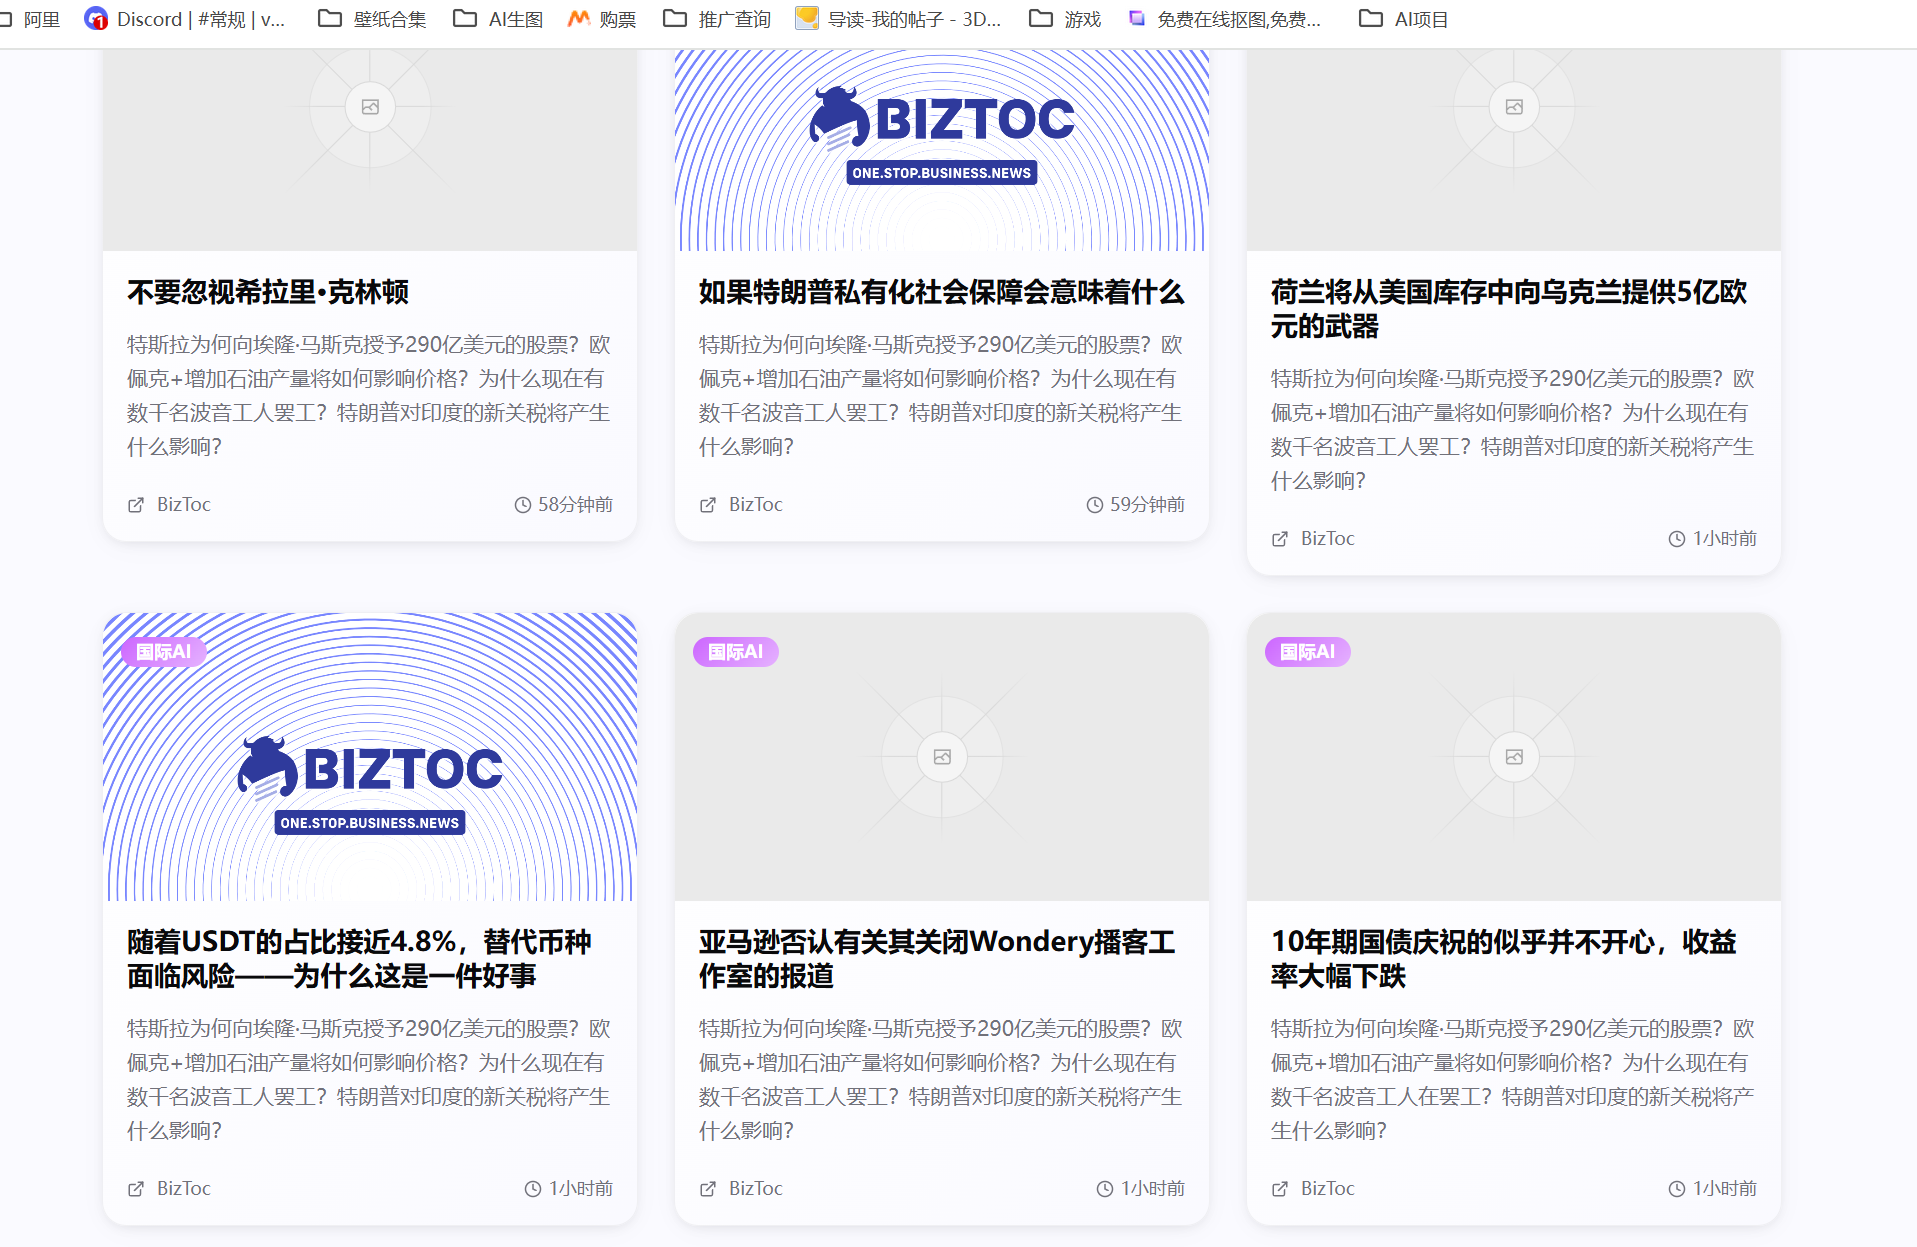 阿里
Discord | #常规 | v...
壁纸合集
AI生图
购票
推广查询
导读-我的帖子 - 3D...
游戏
免费在线抠图,免费...
AI项目
BIZTOC
ONE.STOP.BUSINESS.NEWS
不要忽视希拉里·克林顿
特斯拉为何向埃隆·马斯克授予290亿美元的股票？欧
佩克+增加石油产量将如何影响价格？为什么现在有
数千名波音工人罢工？特朗普对印度的新关税将产生
什么影响？
BizToc
58分钟前
如果特朗普私有化社会保障会意味着什么
特斯拉为何向埃隆·马斯克授予290亿美元的股票？欧
佩克+增加石油产量将如何影响价格？为什么现在有
数千名波音工人罢工？特朗普对印度的新关税将产生
什么影响？
BizToc
59分钟前
荷兰将从美国库存中向乌克兰提供5亿欧
元的武器
特斯拉为何向埃隆·马斯克授予290亿美元的股票？欧
佩克+增加石油产量将如何影响价格？为什么现在有
数千名波音工人罢工？特朗普对印度的新关税将产生
什么影响？
BizToc
1小时前
国际AI
BIZTOC
ONE.STOP.BUSINESS.NEWS
随着USDT的占比接近4.8%，替代币种
面临风险——为什么这是一件好事
特斯拉为何向埃隆·马斯克授予290亿美元的股票？欧
佩克+增加石油产量将如何影响价格？为什么现在有
数千名波音工人罢工？特朗普对印度的新关税将产生
什么影响？
BizToc
1小时前
国际AI
亚马逊否认有关其关闭Wondery播客工
作室的报道
特斯拉为何向埃隆·马斯克授予290亿美元的股票？欧
佩克+增加石油产量将如何影响价格？为什么现在有
数千名波音工人罢工？特朗普对印度的新关税将产生
什么影响？
BizToc
1小时前
国际AI
10年期国债庆祝的似乎并不开心，收益
率大幅下跌
特斯拉为何向埃隆·马斯克授予290亿美元的股票？欧
佩克+增加石油产量将如何影响价格？为什么现在有
数千名波音工人在罢工？特朗普对印度的新关税将产
生什么影响？
BizToc
1小时前